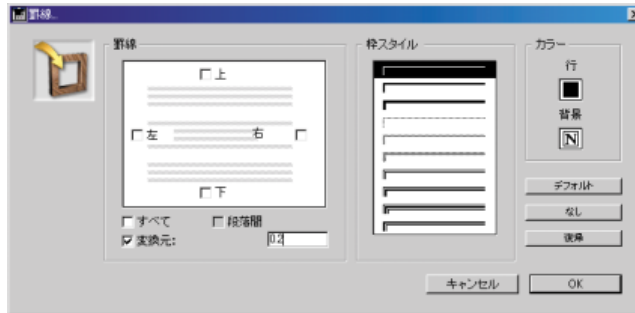 罫線...
罫線
上
左 右
下
すべて 段落間
変換元: 0.2
枠スタイル
カラー
行
背景
N
デフォルト
なし
復帰
キャンセル OK